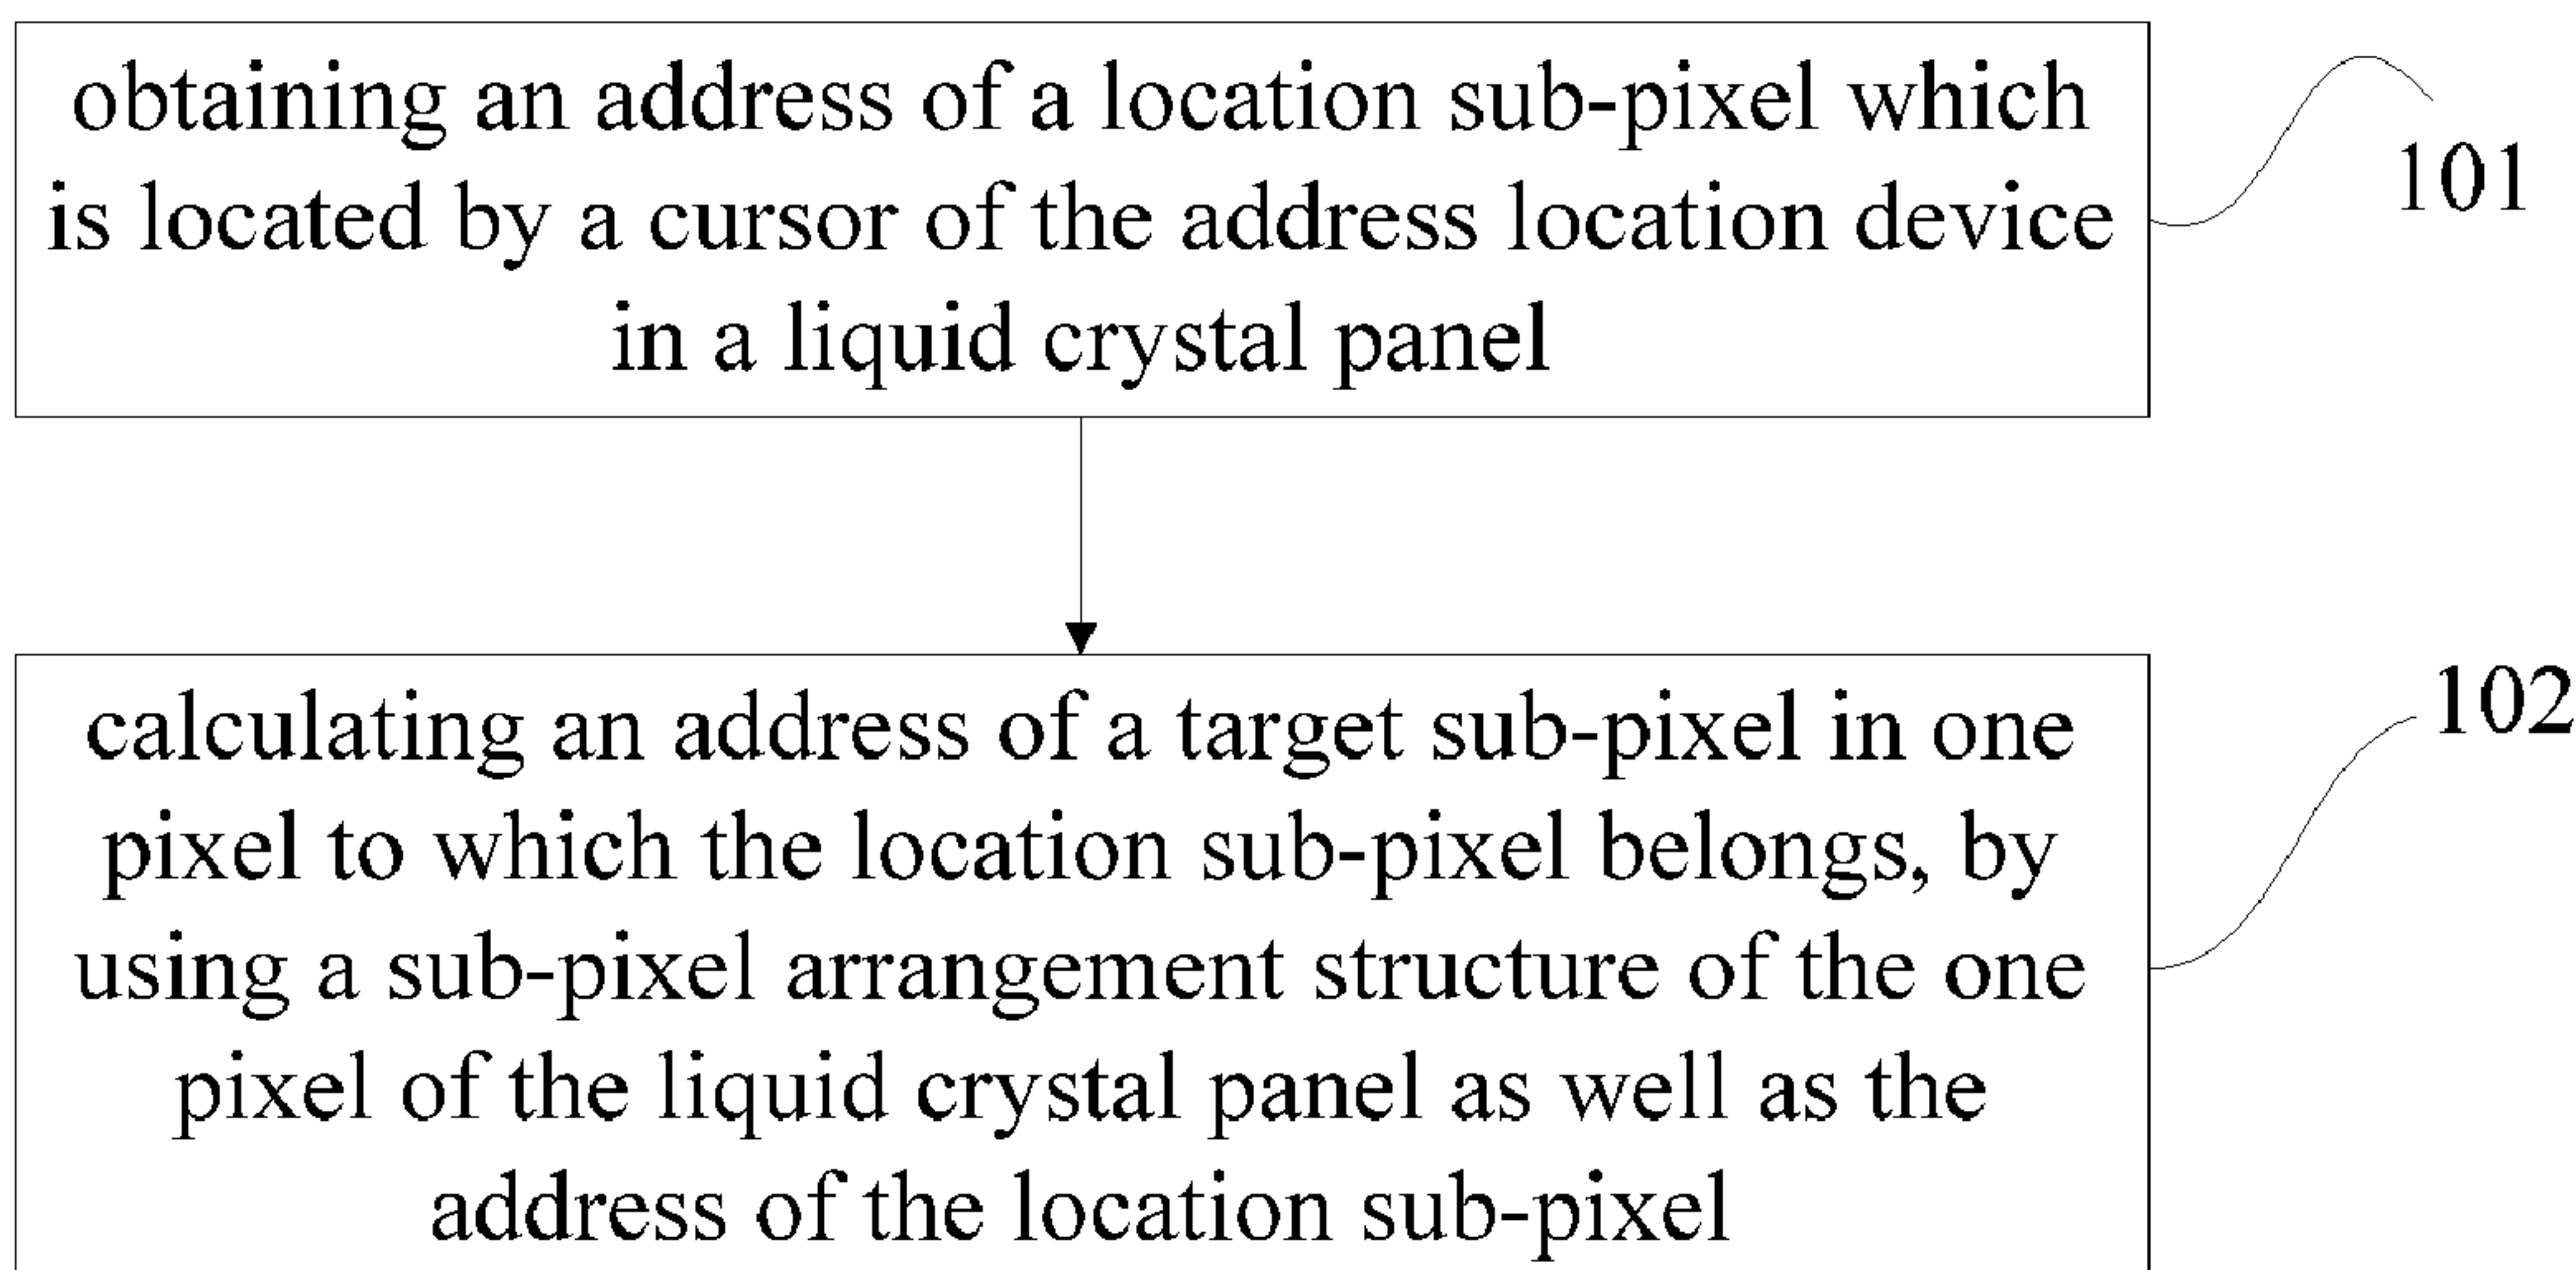 obtaining an address of a location sub-pixel which
is located by a cursor of the address location device
in a liquid crystal panel
101
calculating an address of a target sub-pixel in one
pixel to which the location sub-pixel belongs, by
using a sub-pixel arrangement structure of the one
pixel of the liquid crystal panel as well as the
address of the location sub-pixel
102